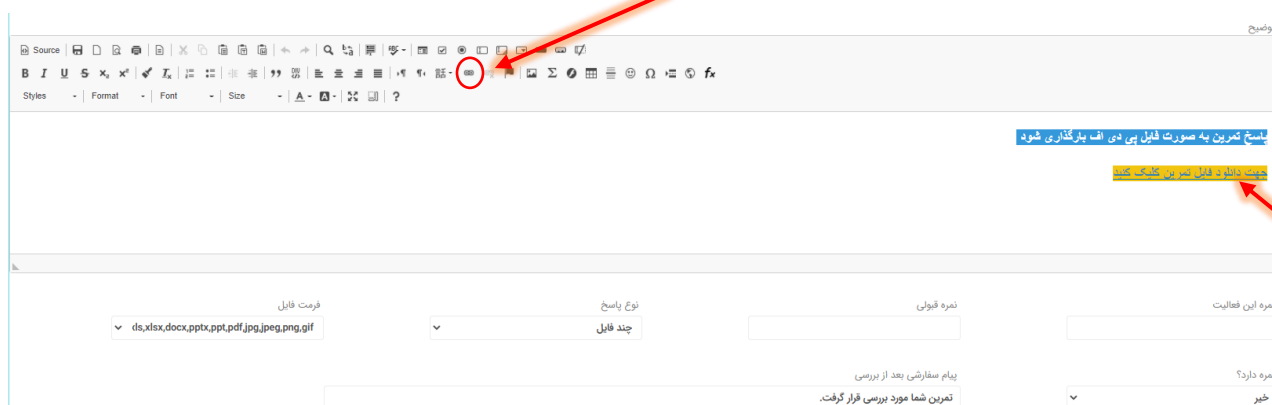 وضیح
Source
Styles Format Font Size
پاسخ تمرین به صورت فایل پی دی اف بارگذاری شود
جهت دانلود فایل تمرین کلیک کنید
مره این فعالیت
نمره قبولی
نوع پاسخ
فرمت فایل
چند فایل
ds,xlsx,docx,pptx,ppt,pdf,jpg,jpeg,png,gif
مره دارد؟
پیام سفارشی بعد از بررسی
خیر
تمرین شما مورد بررسی قرار گرفت.